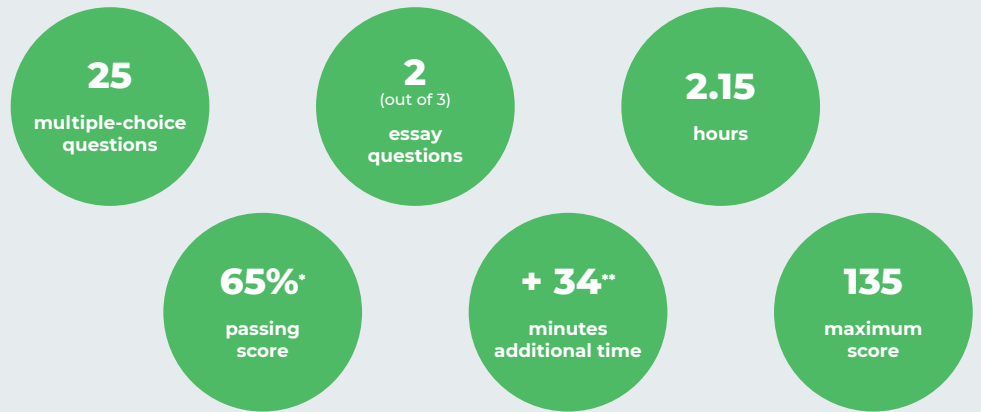 25
multiple-choice
questions
2
(out of 3)
essay
questions
2.15
hours
65%*
passing
score
+ 34**
minutes
additional time
135
maximum
score